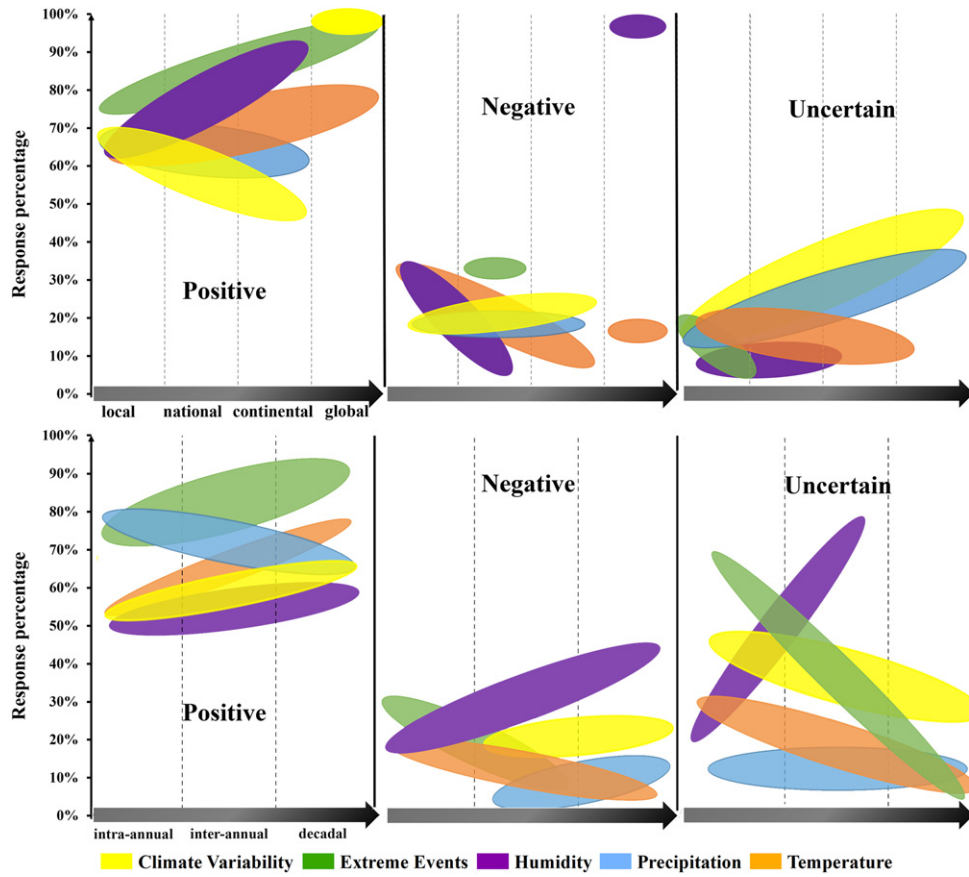 100%
90%
80%
70%
60%
50%
40%
30%
20%
10%
0%
Response percentage
Positive
Negative
Uncertain
local national continental global
100%
90%
80%
70%
60%
50%
40%
30%
20%
10%
0%
Response percentage
Positive
Negative
Uncertain
intra-annual inter-annual decadal
Climate Variability Extreme Events Humidity Precipitation Temperature